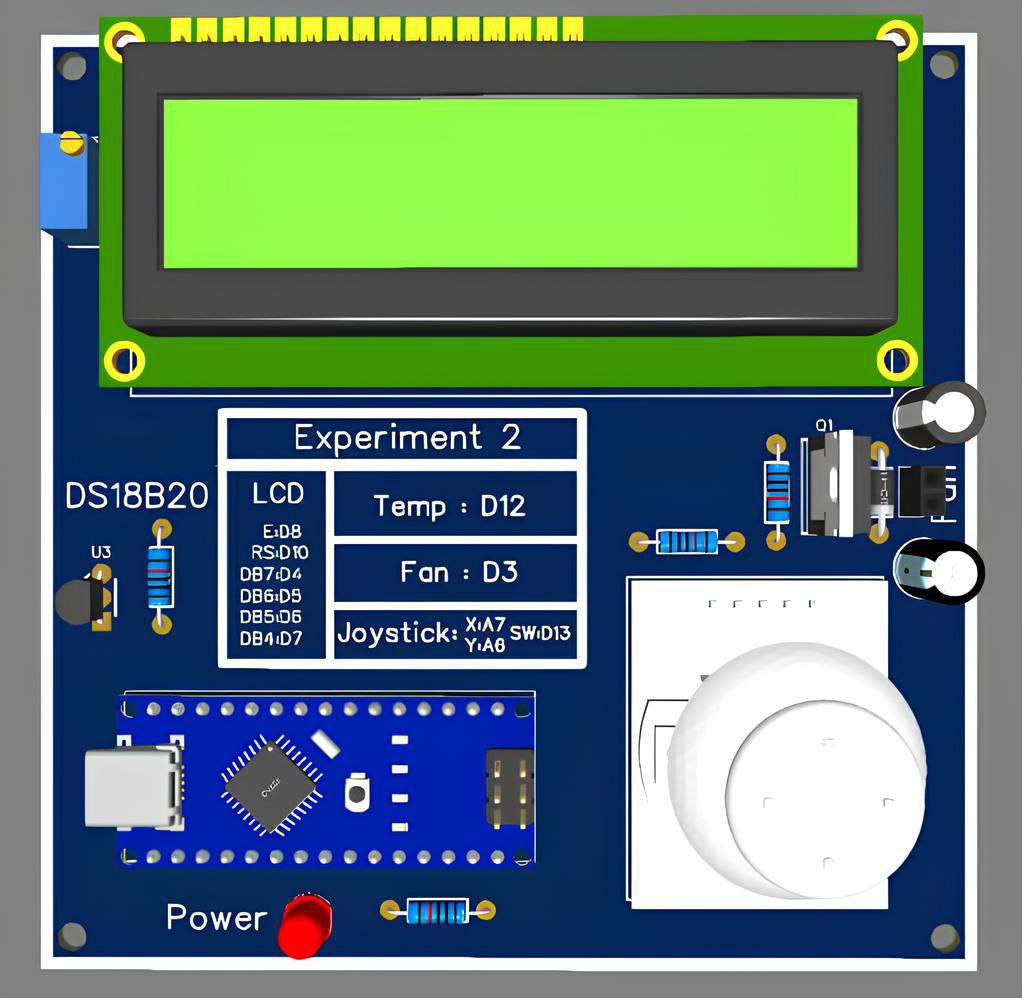 Experiment 2
Q1
DS18B20
LCD
Temp : D12
E:D8
RS:D10
U3
DB7:D4
Fan : D3
DB6:D5
DB5:D6
Joystick: X:A7 SW:D13
Y:A6
DB4:D7
Power